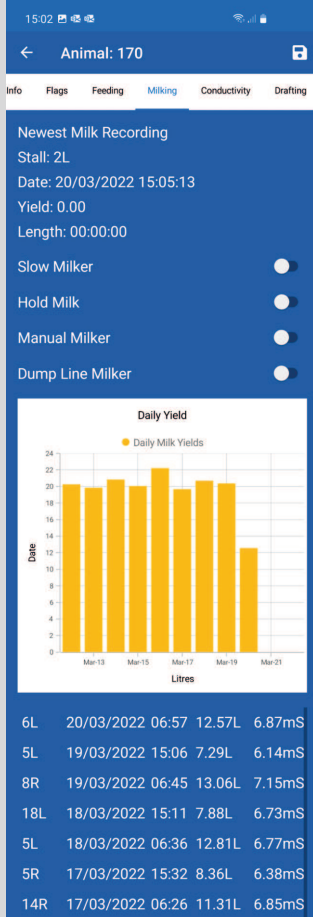 15:02
Animal: 170
Info Flags Feeding Milking Conductivity Drafting
Newest Milk Recording
Stall: 2L
Date: 20/03/2022 15:05:13
Yield: 0.00
Length: 00:00:00
Slow Milker
Hold Milk
Manual Milker
Dump Line Milker
Daily Yield
Daily Milk Yields
24
22
20
18
16
14
12
10
8
6
4
2
0
Date
Mar-13 Mar-15 Mar-17 Mar-19 Mar-21
Litres
6L 20/03/2022 06:57 12.57L 6.87mS
5L 19/03/2022 15:06 7.29L 6.14mS
8R 19/03/2022 06:45 13.06L 7.15mS
18L 18/03/2022 15:11 7.88L 6.73mS
5L 18/03/2022 06:36 12.81L 6.77mS
5R 17/03/2022 15:32 8.36L 6.38mS
14R 17/03/2022 06:26 11.31L 6.85mS